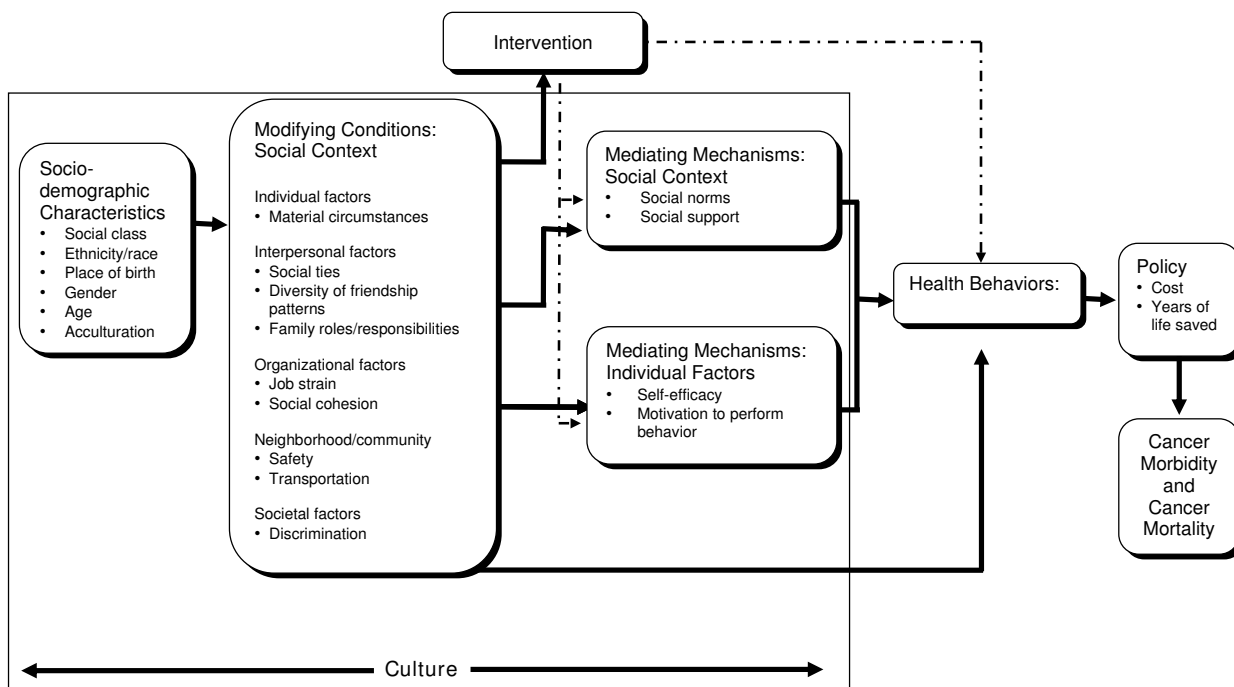 Intervention
Socio-
demographic
Characteristics
• Social class
• Ethnicity/race
• Place of birth
• Gender
• Age
• Acculturation
Modifying Conditions:
Social Context
Individual factors
• Material circumstances
Interpersonal factors
• Social ties
• Diversity of friendship
patterns
• Family roles/responsibilities
Organizational factors
• Job strain
• Social cohesion
Neighborhood/community
• Safety
• Transportation
Societal factors
• Discrimination
Mediating Mechanisms:
Social Context
• Social norms
• Social support
Mediating Mechanisms:
Individual Factors
• Self-efficacy
• Motivation to perform
behavior
Health Behaviors:
Policy
• Cost
• Years of
life saved
Cancer
Morbidity
and
Cancer
Mortality
Culture